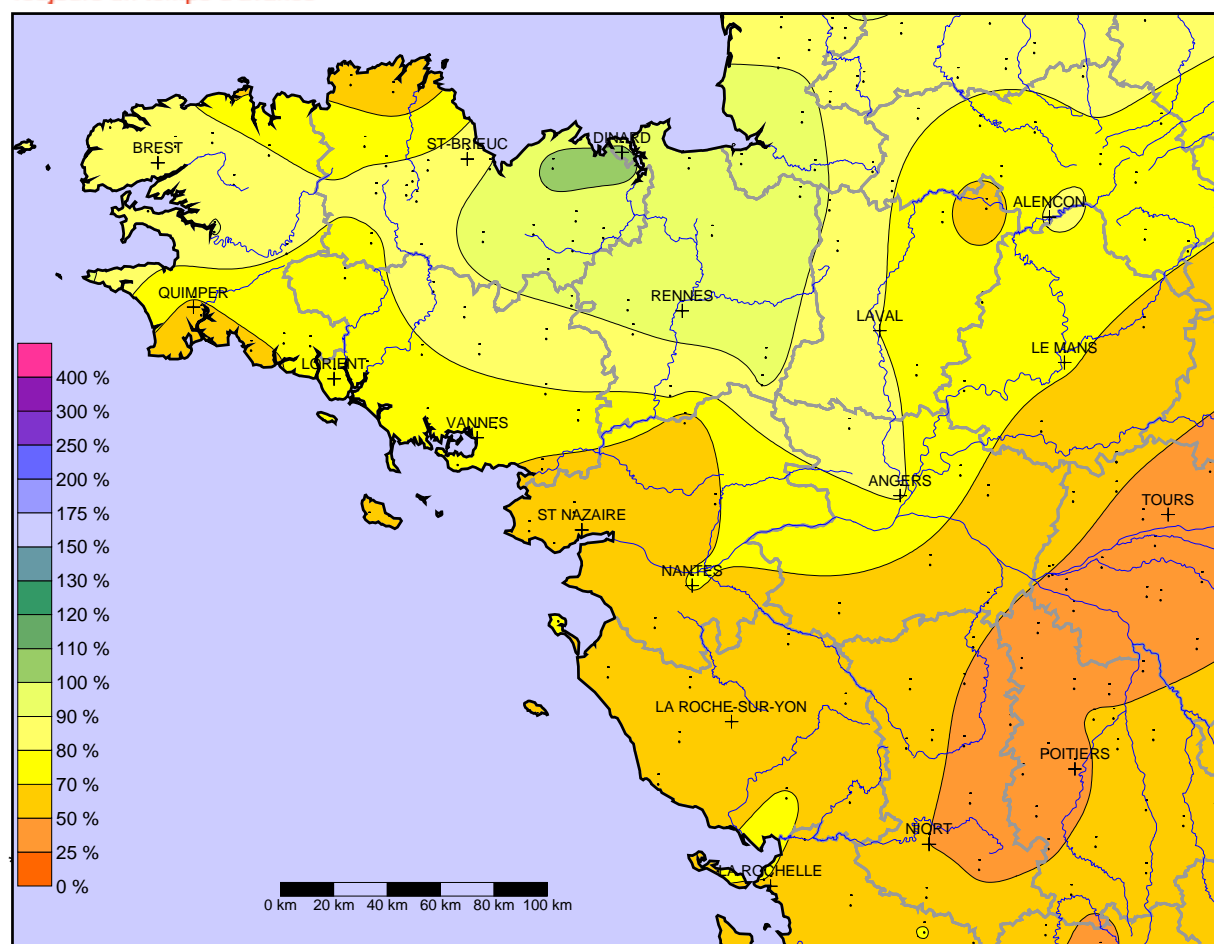 DINARD
ST-BRIEUC
BREST
ALENCON
QUIMPER
RENNES
LAVAL
LE MANS
LORIENT
VANNES
ANGERS
TOURS
ST NAZAIRE
NANTES
LA ROCHE-SUR-YON
POITIERS
NIORT
LA ROCHELLE
400 %
300 %
250 %
200 %
175 %
150 %
130 %
120 %
110 %
100 %
90 %
80 %
70 %
50 %
25 %
0 %
0 km 20 km 40 km 60 km 80 km 100 km